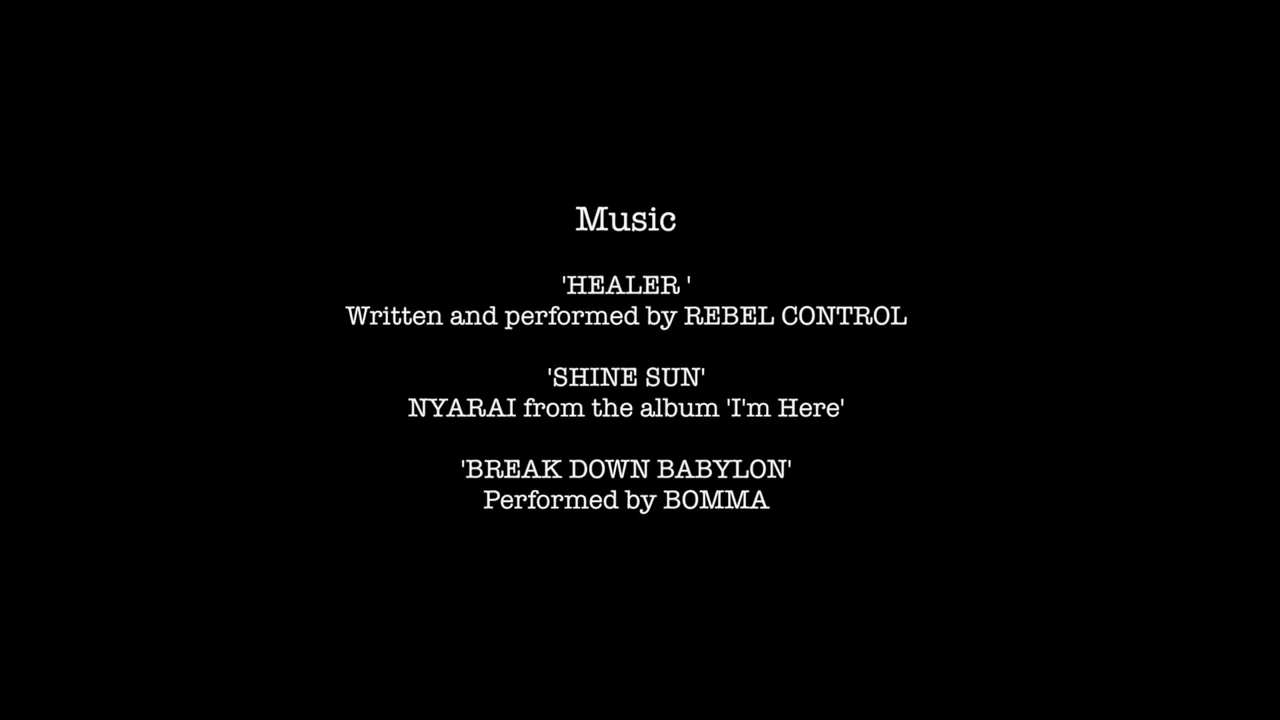 Music
'HEALER '
Written and performed by REBEL CONTROL
'SHINE SUN'
NYARAI from the album 'I'm Here'
'BREAK DOWN BABYLON'
Performed by BOMMA